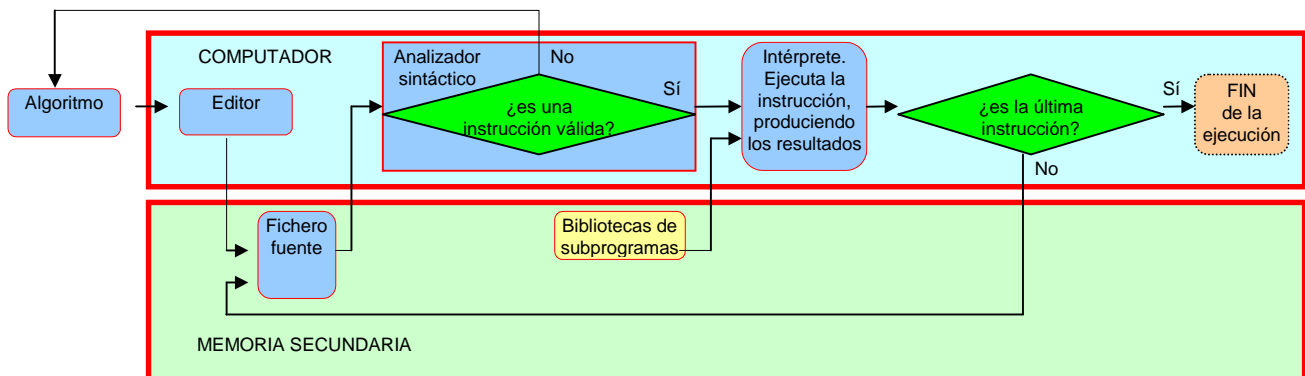 COMPUTADOR
Algoritmo
Editor
Analizador
sintáctico
No
Sí
¿es una
instrucción válida?
Intérprete.
Ejecuta la
instrucción,
produciendo
los resultados
¿es la última
instrucción?
Sí
No
FIN
de la
ejecución
Fichero
fuente
Bibliotecas de
subprogramas
MEMORIA SECUNDARIA